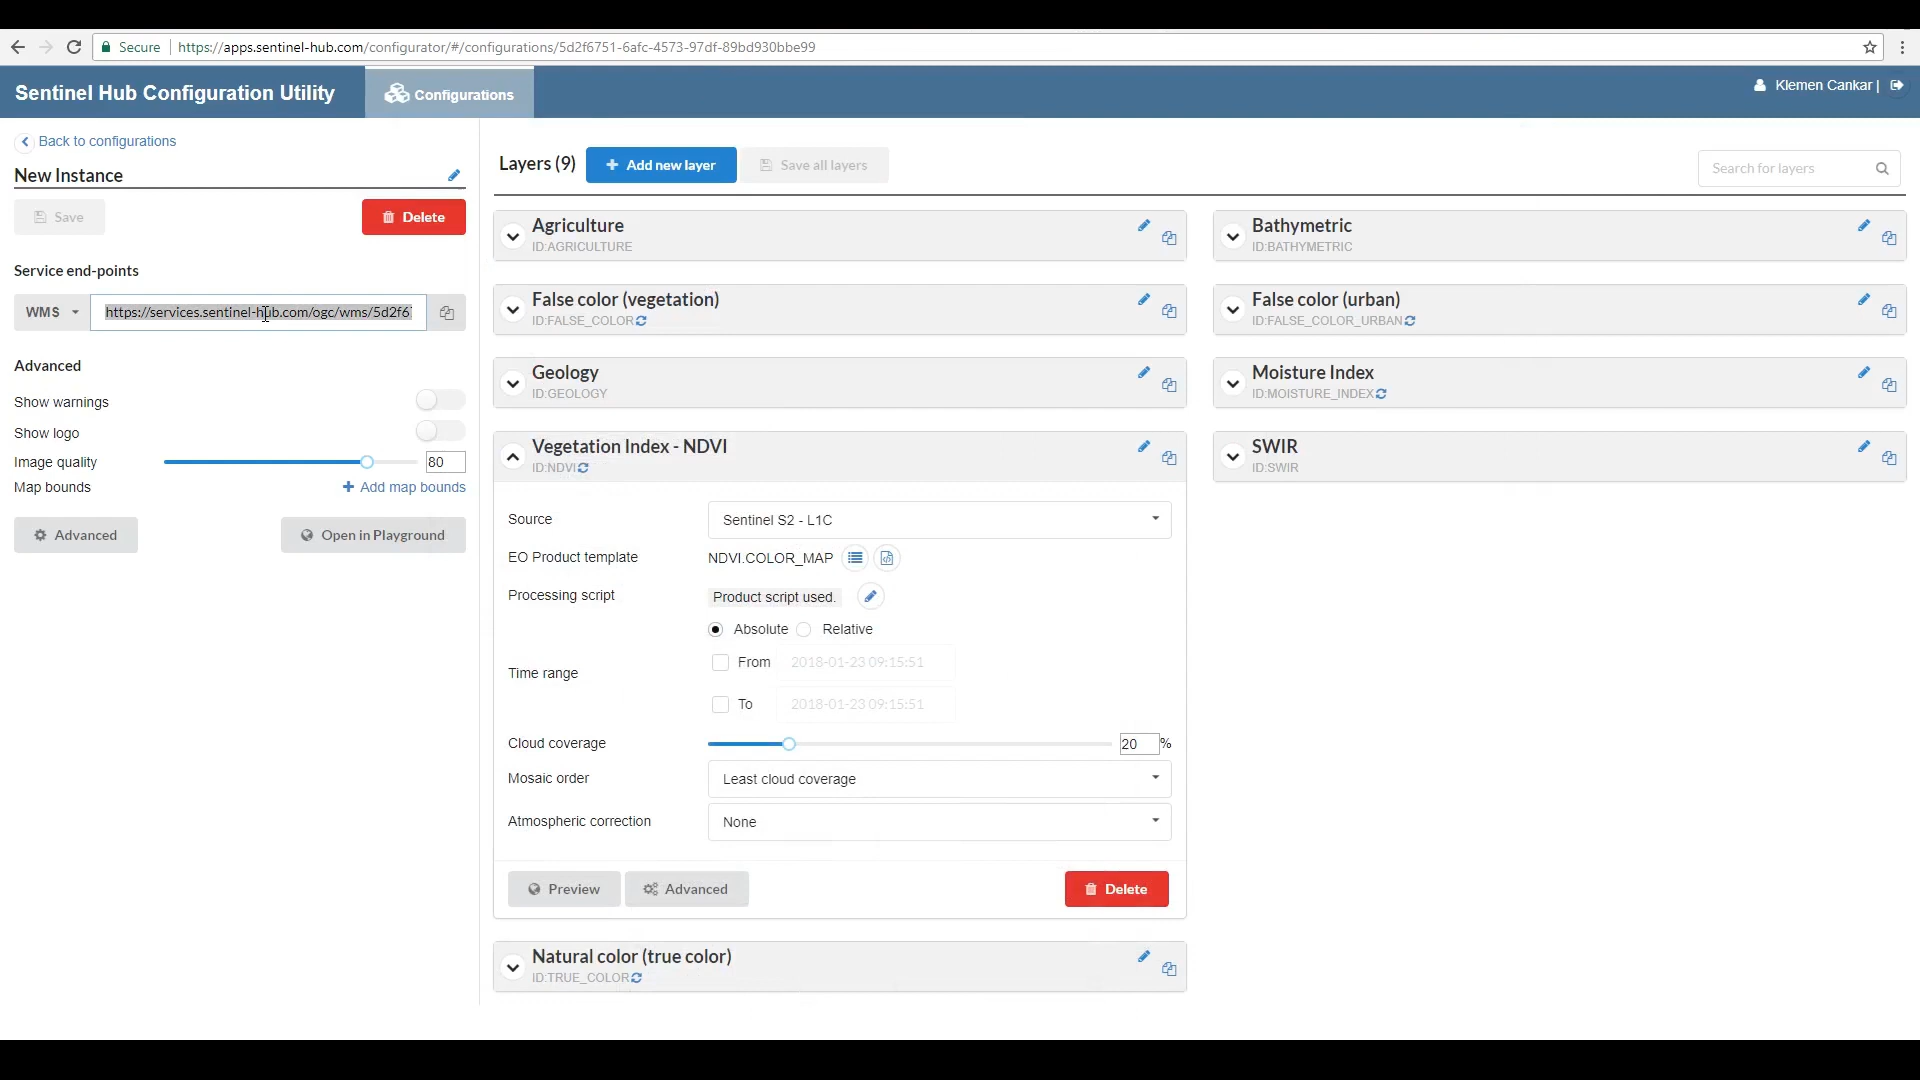 Secure
https://apps.sentinel-hub.com/configurator/#/configurations/5d2f6751-6afc-4573-97df-89bd930bbe99
Sentinel Hub Configuration Utility
Configurations
Klemen Cankar |
Back to configurations
New Instance
Save
Delete
Service end-points
WMS
https://services.sentinel-hub.com/ogc/wms/5d2f6
Advanced
Show warnings
Show logo
Image quality
80
Map bounds
Add map bounds
Advanced
Open in Playground
Layers (9)
Add new layer
Save all layers
Search for layers
Agriculture
ID:AGRICULTURE
Bathymetric
ID:BATHYMETRIC
False color (vegetation)
ID:FALSE_COLOR
False color (urban)
ID:FALSE_COLOR_URBAN
Geology
ID:GEOLOGY
Moisture Index
ID:MOISTURE_INDEX
Vegetation Index - NDVI
ID:NDVI
SWIR
ID:SWIR
Source
Sentinel S2 - L1C
EO Product template
NDVI.COLOR_MAP
Processing script
Product script used.
Absolute
Relative
Time range
From
2018-01-23 09:15:51
To
2018-01-23 09:15:51
Cloud coverage
20 %
Mosaic order
Least cloud coverage
Atmospheric correction
None
Preview
Advanced
Delete
Natural color (true color)
ID:TRUE_COLOR